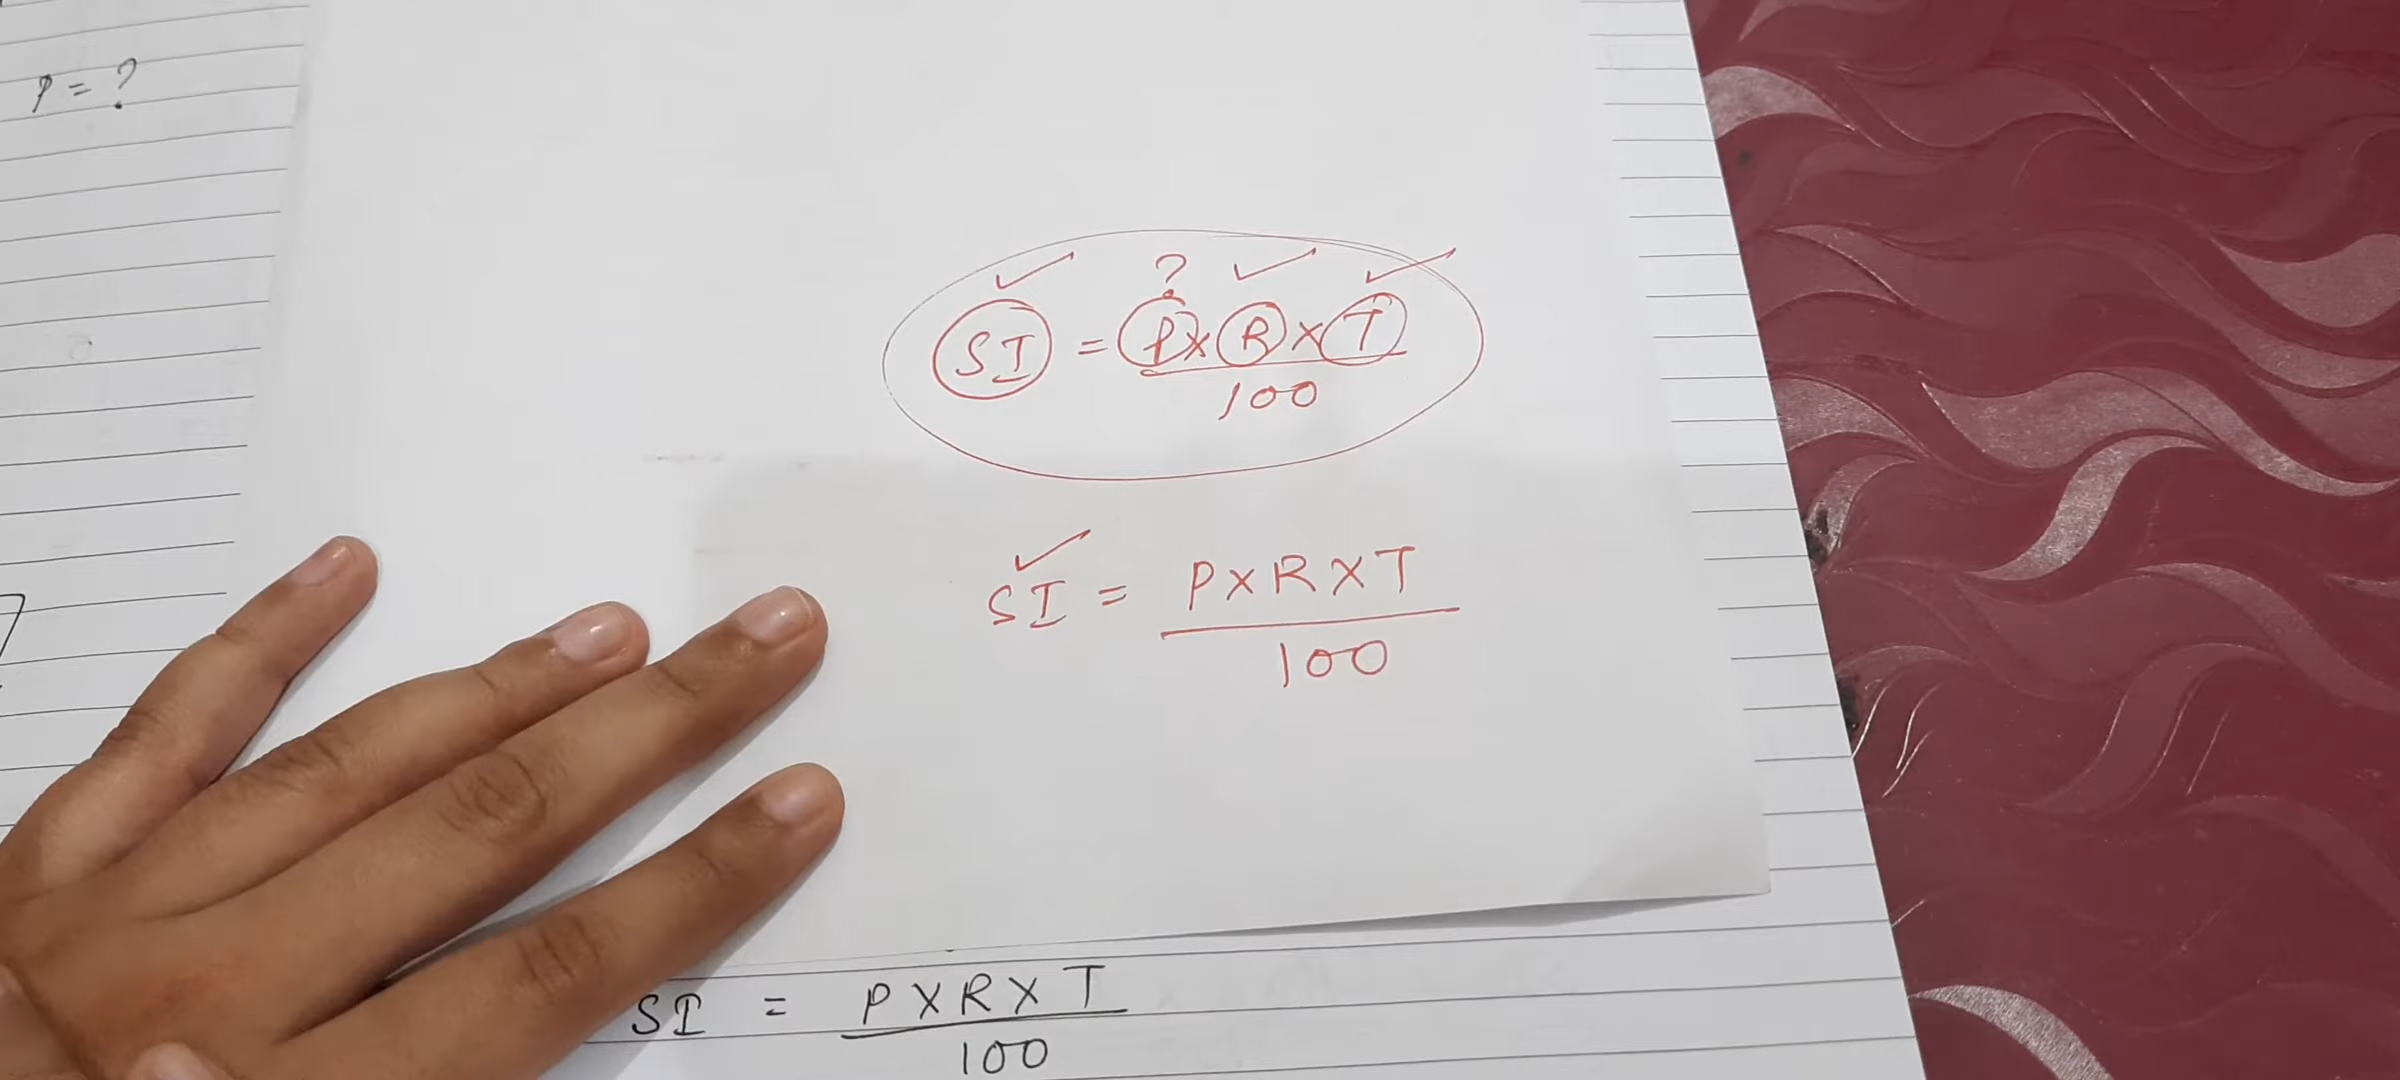 P = ?
?
SI = P x R x T
100
SI = P x R x T
100
SI = P X R X T
100